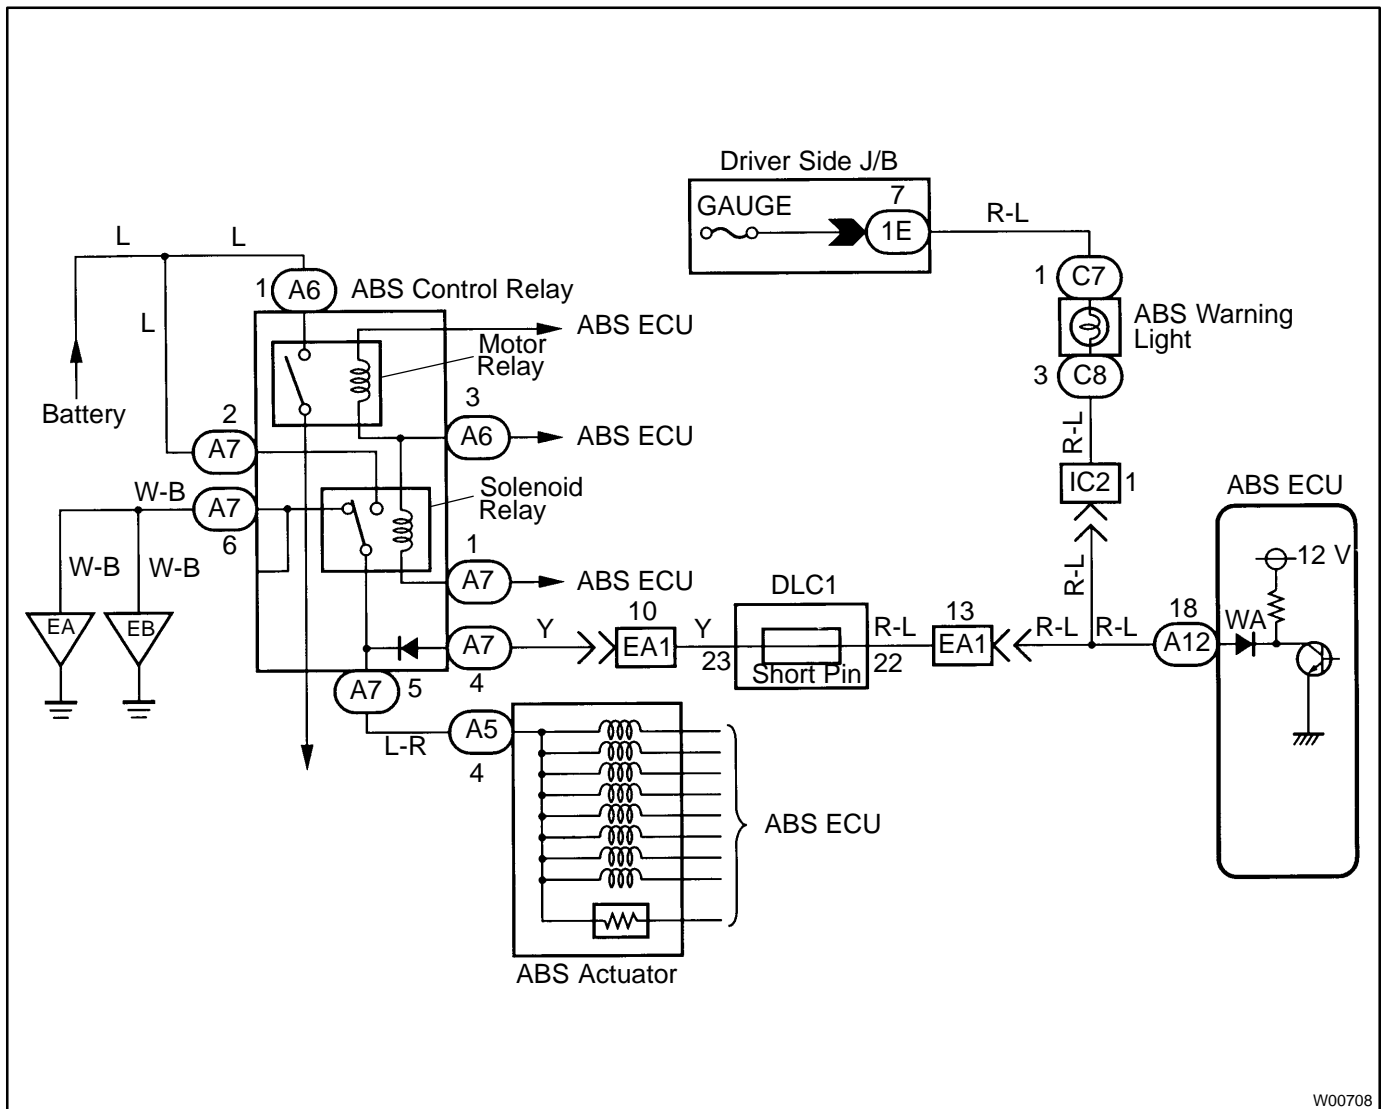 Driver Side J/B
GAUGE
7
1E
R-L
L
L
1
A6
ABS Control Relay
1
C7
ABS Warning
Light
L
ABS ECU
Motor
Relay
3
C8
Battery
2
3
A7
A6
ABS ECU
R-L
IC2
1
ABS ECU
W-B
A7
6
Solenoid
Relay
W-B
W-B
1
A7
ABS ECU
R-L
12 V
DLC1
EA
EB
10
Y
EA1
Y
23
Short Pin
R-L
22
13
EA1
R-L
R-L
18
A12
WA
A7
4
A7
5
L-R
A5
4
ABS ECU
ABS Actuator
W00708